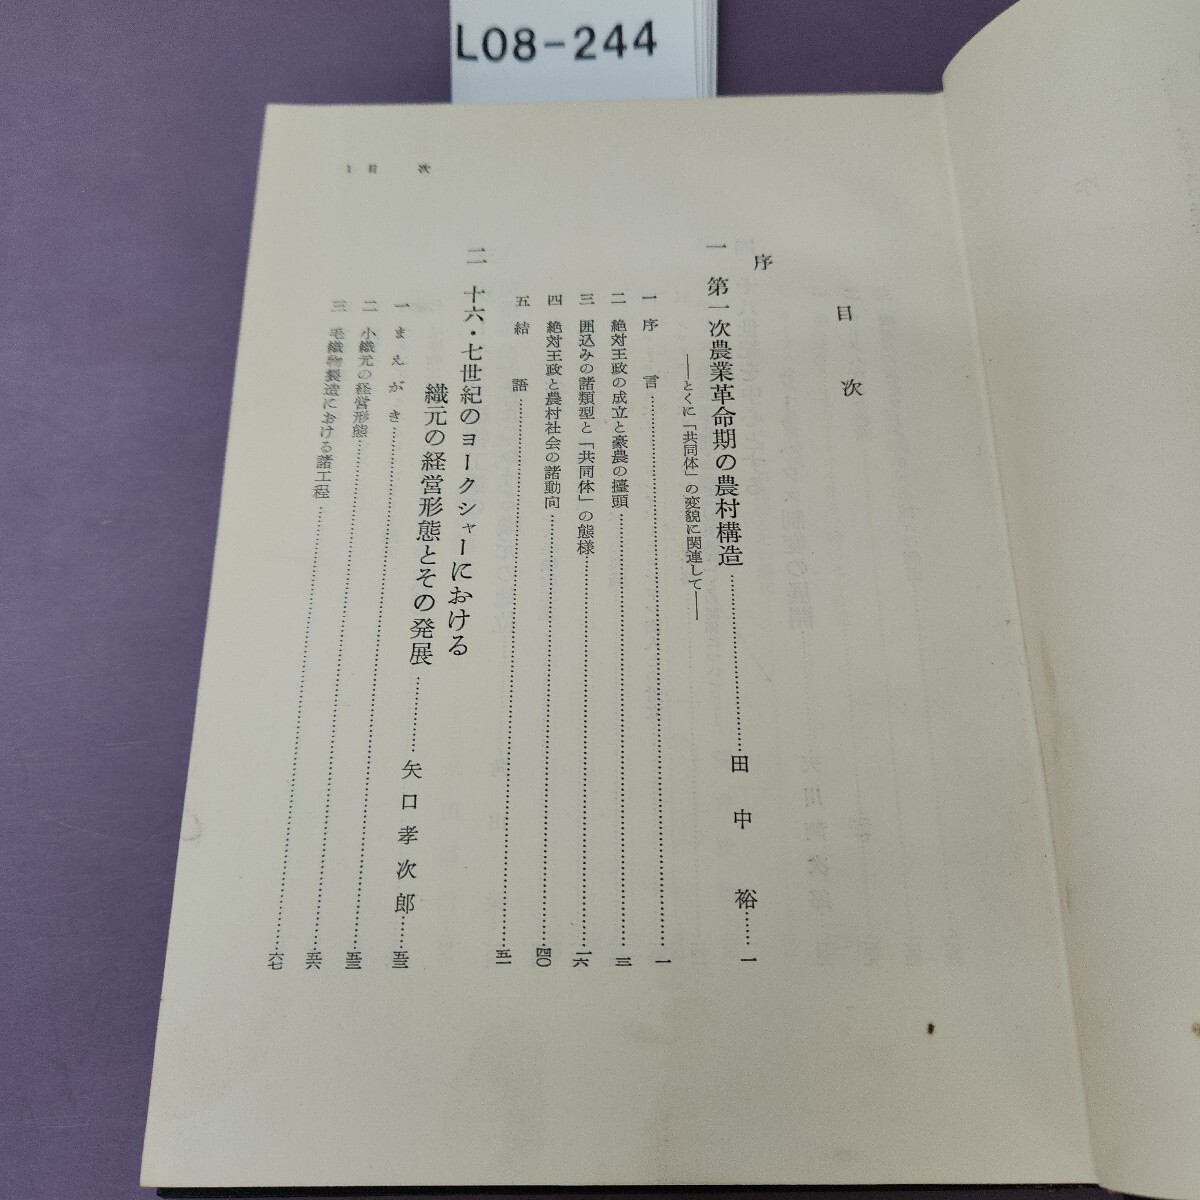 L08-244
1 目 次
目 次
序
一 第一次農業革命期の農村構造……田中 裕……一
――とくに「共同体」の変貌に関連して――
一 序 言……一
二 絶対王政の成立と豪農の擡頭……三
三 囲込みの諸類型と「共同体」の態様……一六
四 絶対王政と農村社会の諸動向……四〇
五 結 語……五一
二 十六・七世紀のヨークシャーにおける
織元の経営形態とその発展……矢口孝次郎……五三
一 まえがき……五三
二 小織元の経営形態……五六
三 毛織物製造における諸工程……六七